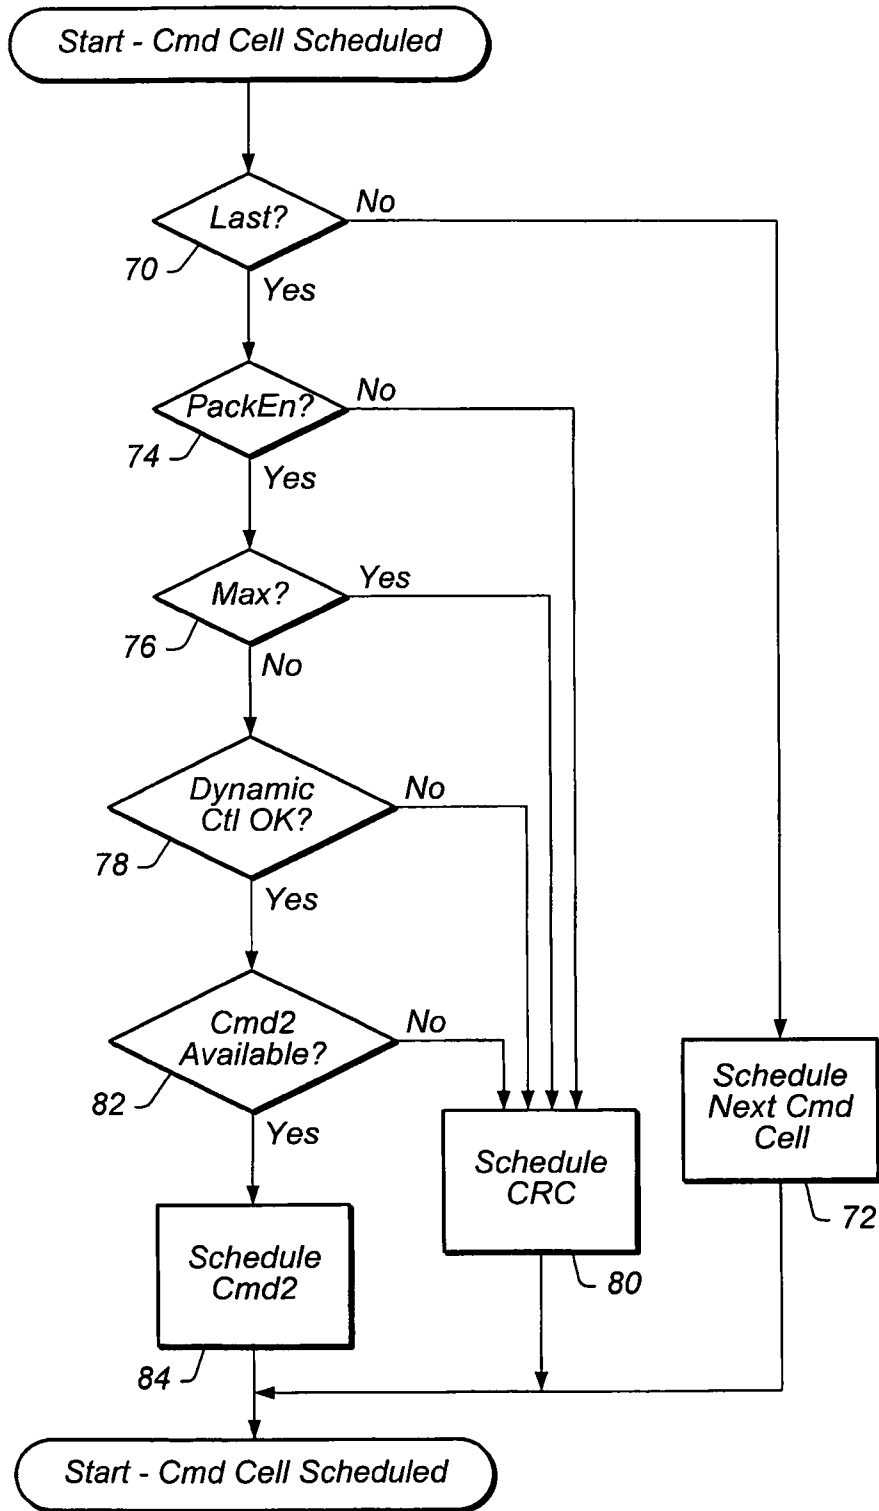 Start - Cmd Cell Scheduled
Last?
No
70
Yes
PackEn?
No
74
Yes
Max?
Yes
76
No
Dynamic
Ctl OK?
No
78
Yes
Cmd2
Available?
No
82
Yes
Schedule
Next Cmd
Cell
72
Schedule
CRC
80
Schedule
Cmd2
84
Start - Cmd Cell Scheduled